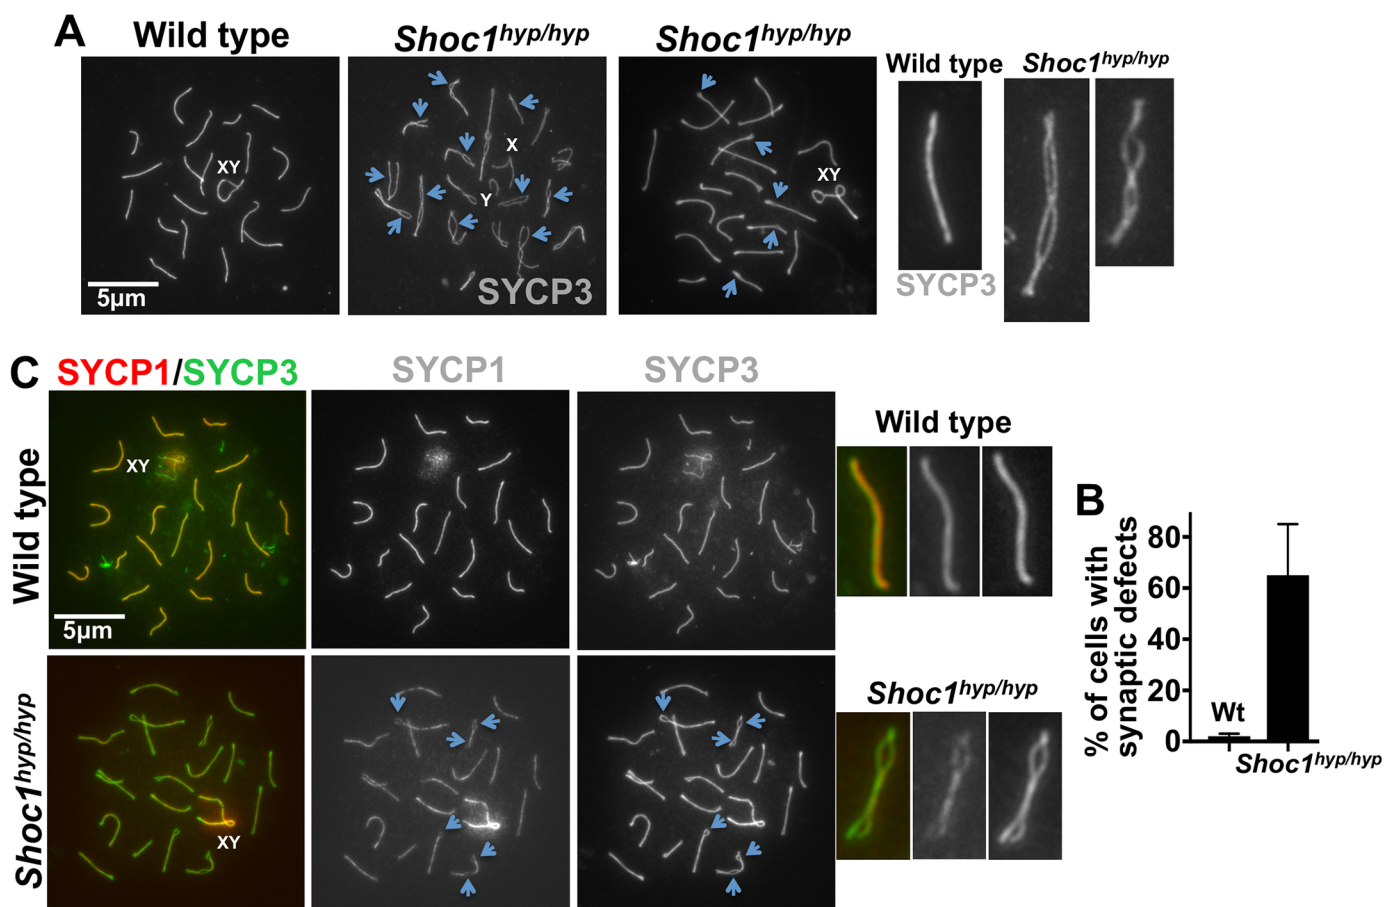 A
Wild type
Shoc1hyp/hyp
Shoc1hyp/hyp
Wild type
Shoc1hyp/hyp
XY
X
Y
XY
5µm
SYCP3
SYCP3
C
SYCP1/SYCP3
SYCP1
SYCP3
Wild type
Wild type
XY
5µm
B
% of cells with
synaptic defects
80
60
40
20
0
Wt
Shoc1hyp/hyp
Shoc1hyp/hyp
Shoc1hyp/hyp
XY